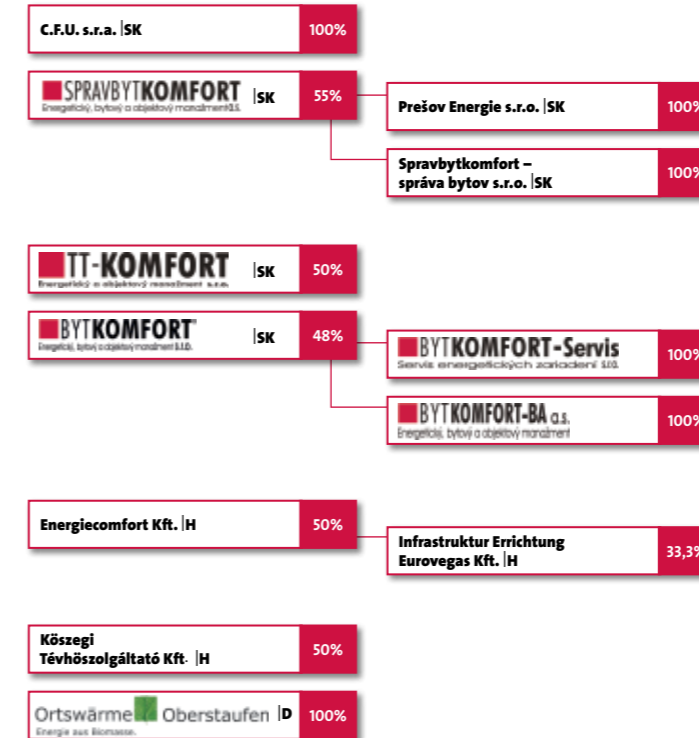 C.F.U. s.r.a. |SK 100%
SPRAVBYTKOMFORT |SK 55%
Energetický, bytový a objektový manažment a.s.
Prešov Energie s.r.o. |SK 100%
Spravbytkomfort –
správa bytov s.r.o. |SK 100%
TT-KOMFORT |SK 50%
Energetický a objektový manažment s.r.o.
BYTKOMFORT |SK 48%
Energetický, bytový a objektový manažment s.r.o.
BYTKOMFORT-Servis 100%
Servis energetických zariadení s.r.o.
BYTKOMFORT-BA a.s. 100%
Energetický, bytový a objektový manažment
Energiecomfort Kft. |H 50%
Infrastruktur Errichtung
Eurovegas Kft. |H 33,3%
Köszegi
Tévhöszolgáltató Kft. |H 50%
Ortswärme Oberstaufen |D 100%
Energie aus Biomasse.